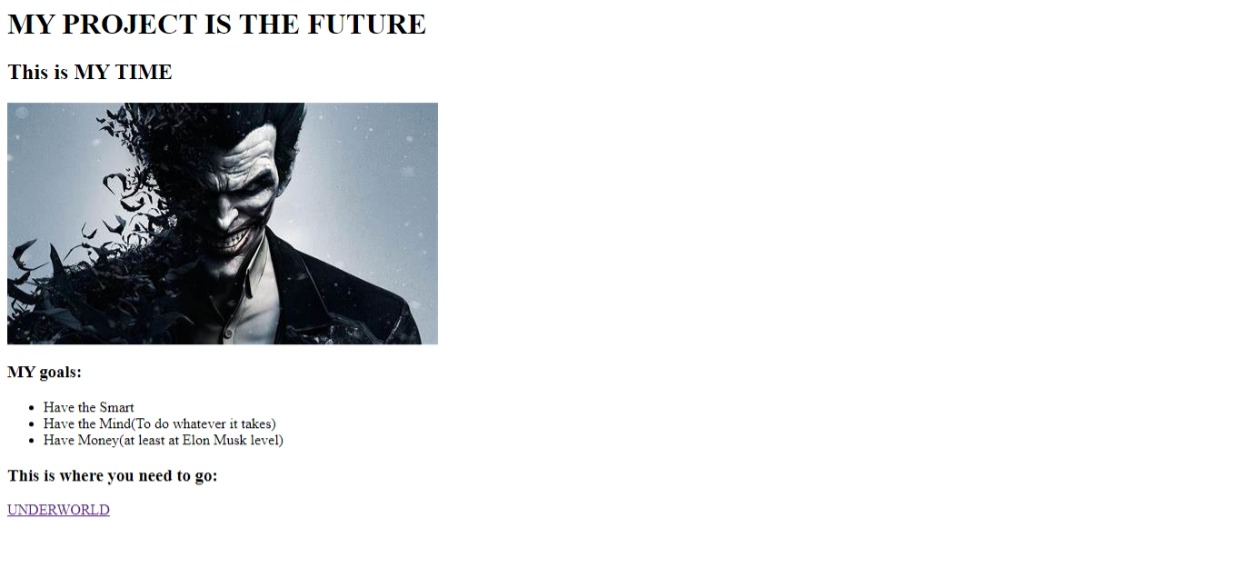 MY PROJECT IS THE FUTURE
This is MY TIME
MY goals:
Have the Smart
Have the Mind(To do whatever it takes)
Have Money(at least at Elon Musk level)
This is where you need to go:
UNDERWORLD